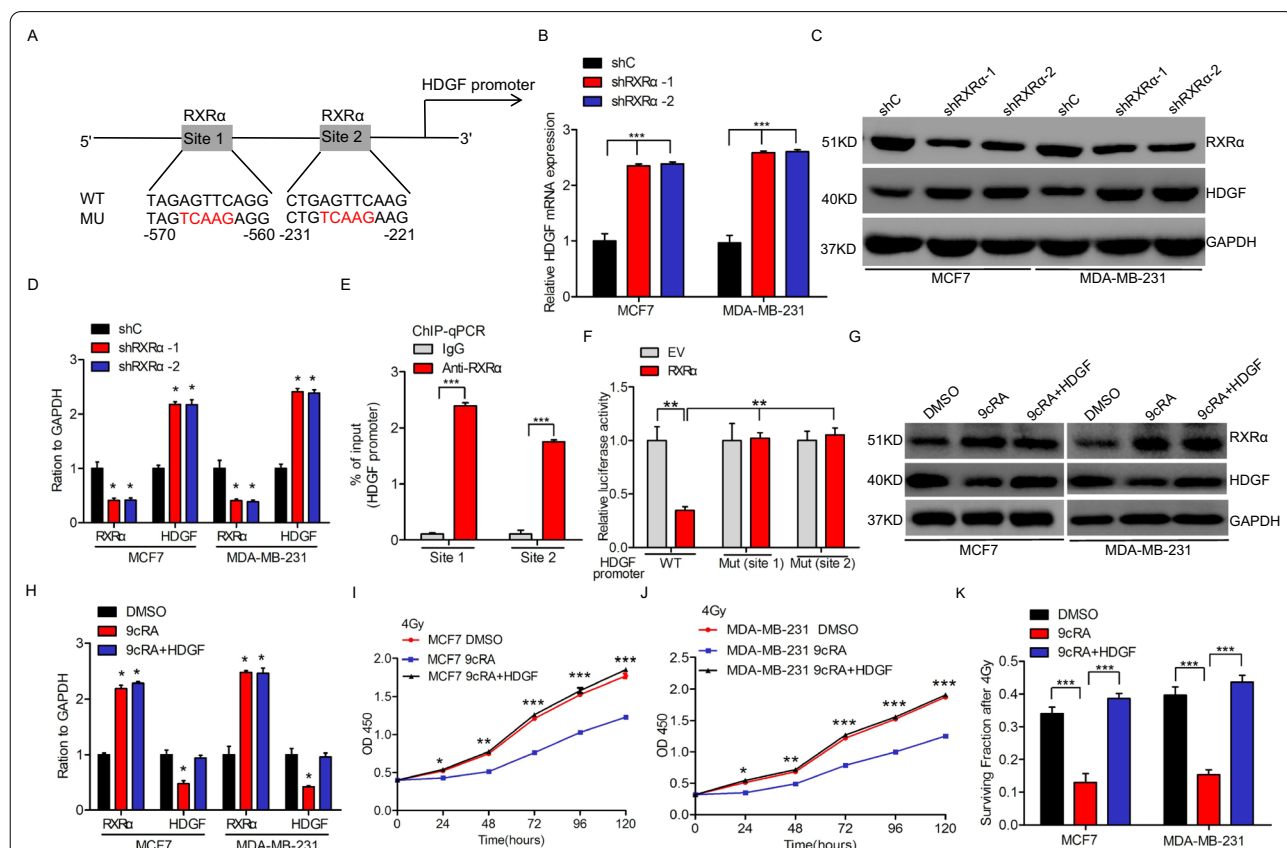 A
HDGF promoter
RXRα
RXRα
5'
Site 1
Site 2
3'
WT
TAGAGTTCAGG
CTGAGTTCAAG
MU
TAGTCAAGAGG
CTGTCAAGAAG
-570
-560
-231
-221
B
shC
shRXRα -1
shRXRα -2
Relative HDGF mRNA expression
3
2
1
0
***
***
MCF7
MDA-MB-231
C
shC
shRXRα-1
shRXRα-2
shC
shRXRα-1
shRXRα-2
51KD
RXRα
40KD
HDGF
37KD
GAPDH
MCF7
MDA-MB-231
D
shC
shRXRα -1
shRXRα -2
Ration to GAPDH
3
2
1
0
* *
* *
* *
* *
RXRα
HDGF
RXRα
HDGF
MCF7
MDA-MB-231
E
ChIP-qPCR
IgG
Anti-RXRα
% of input
(HDGF promoter)
3
2
1
0
***
***
Site 1
Site 2
F
EV
RXRα
Relative luciferase activity
1.5
1.0
0.5
0.0
**
**
HDGF
promoter
WT
Mut (site 1)
Mut (site 2)
G
DMSO
9cRA
9cRA+HDGF
DMSO
9cRA
9cRA+HDGF
51KD
RXRα
40KD
HDGF
37KD
GAPDH
MCF7
MDA-MB-231
H
DMSO
9cRA
9cRA+HDGF
Ration to GAPDH
3
2
1
0
* *
*
* *
*
RXRα
HDGF
RXRα
HDGF
MCF7
MDA-MB-231
I
4Gy
MCF7 DMSO
MCF7 9cRA
MCF7 9cRA+HDGF
OD 450
2.0
1.5
1.0
0.5
0.0
*
**
***
***
***
0
24
48
72
96
120
Time(hours)
J
4Gy
MDA-MB-231 DMSO
MDA-MB-231 9cRA
MDA-MB-231 9cRA+HDGF
OD 450
2.5
2.0
1.5
1.0
0.5
0.0
*
**
***
***
***
0
24
48
72
96
120
Time(hours)
K
DMSO
9cRA
9cRA+HDGF
Surviving Fraction after 4Gy
0.5
0.4
0.3
0.2
0.1
0.0
***
***
***
***
MCF7
MDA-MB-231